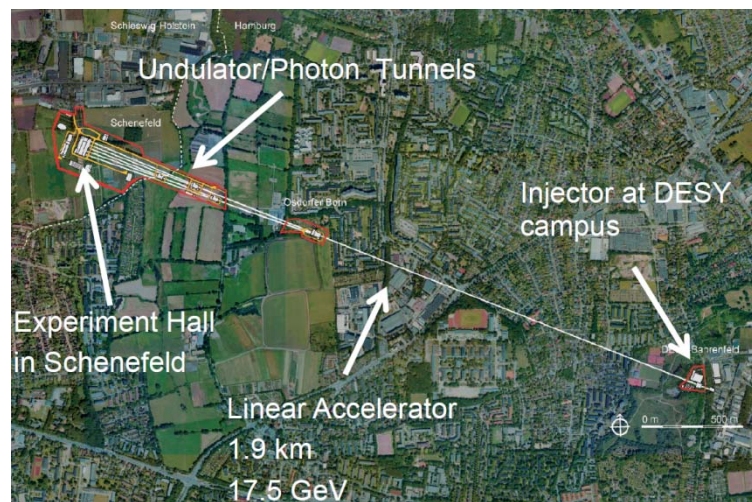 Schleswig-Holstein
Hamburg
Undulator/Photon Tunnels
Schenefeld
Osdorfer Born
Injector at DESY
campus
Experiment Hall
in Schenefeld
Linear Accelerator
1.9 km
17.5 GeV
0 m
500 m